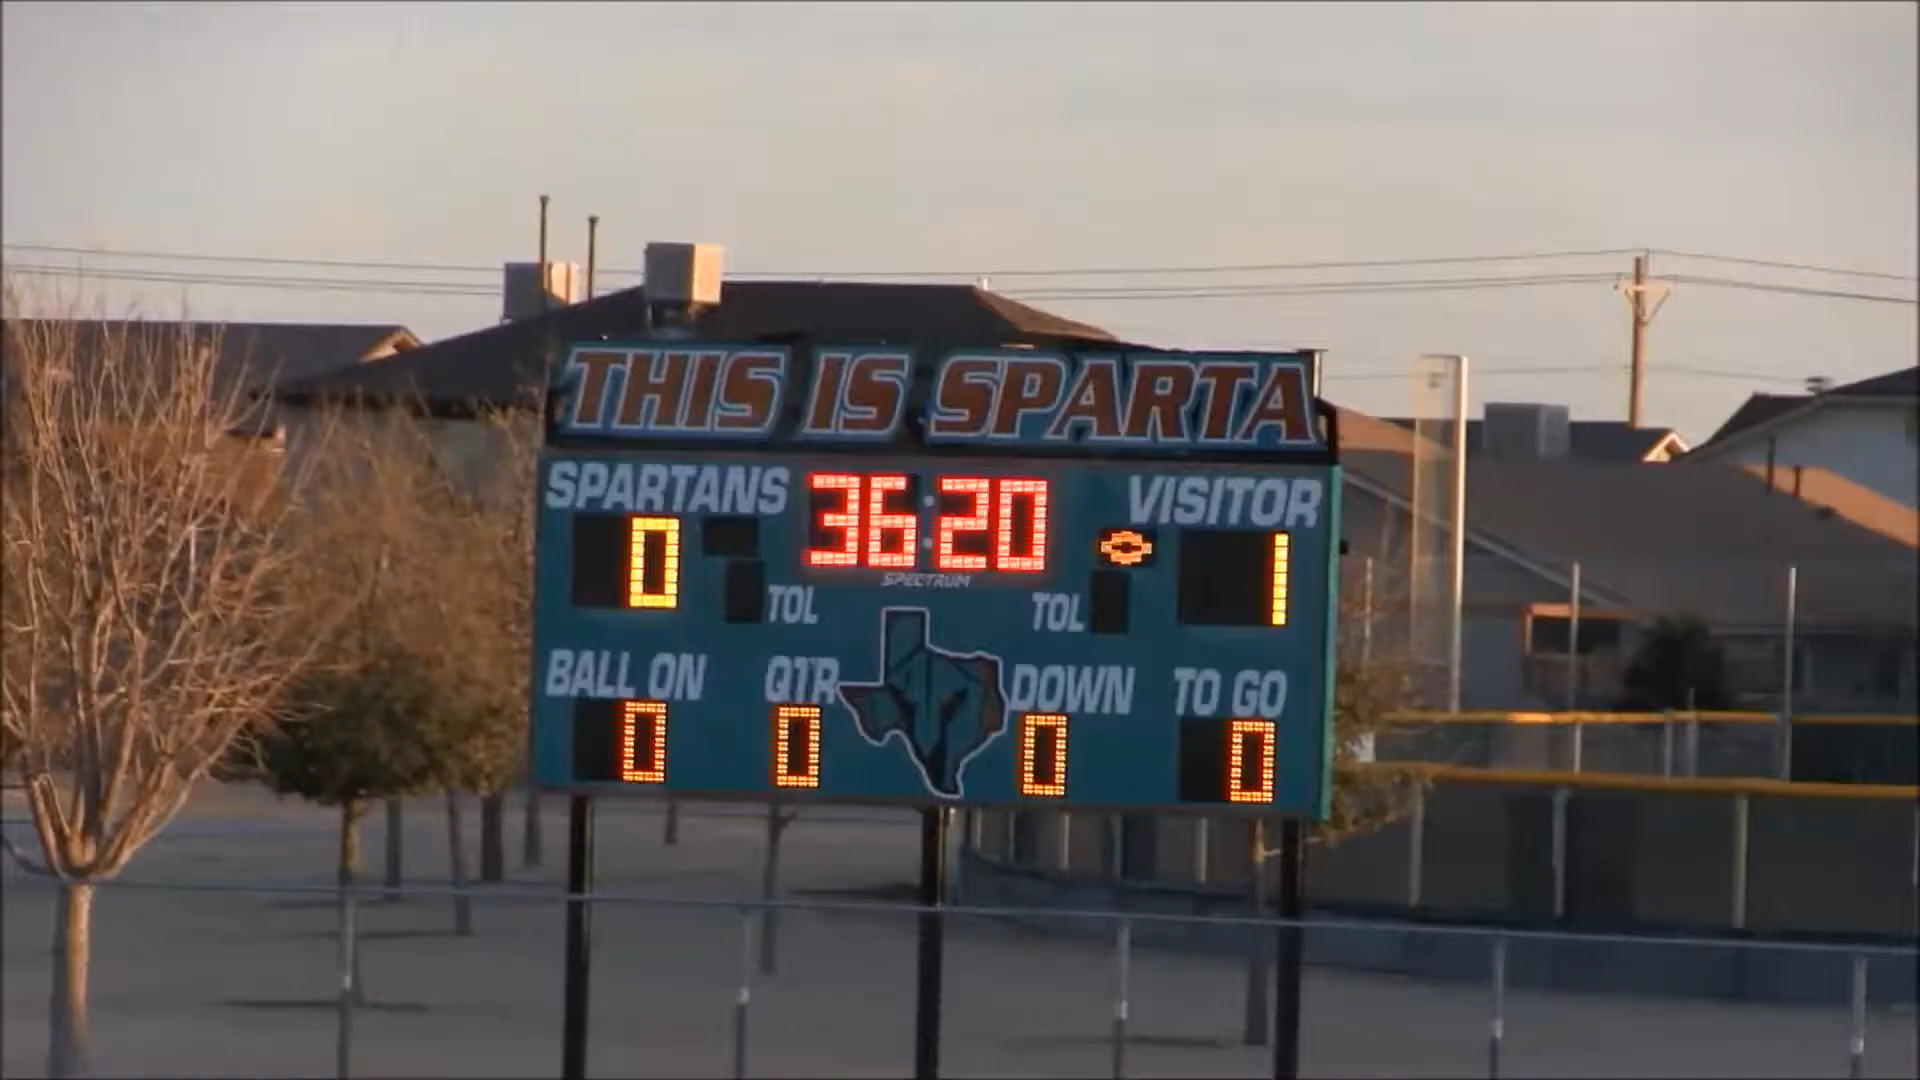 THIS IS SPARTA
SPARTANS 36:20 VISITOR
0 1
SPECTRUM
TOL TOL
BALL ON QTR DOWN TO GO
0 0 0 0